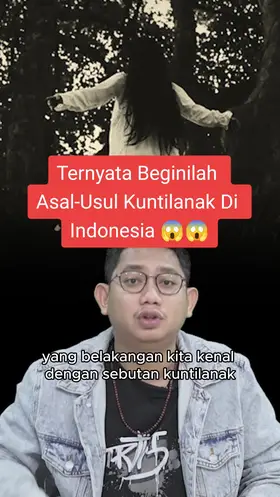 Ternyata Beginilah
Asal-Usul Kuntilanak Di
Indonesia 😱😱
yang belakangan kita kenal
dengan sebutan kuntilanak